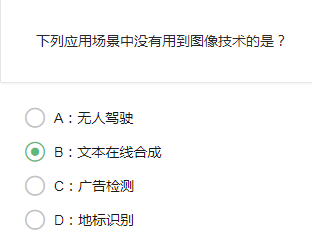 下列应用场景中没有用到图像技术的是？
A：无人驾驶
B：文本在线合成
C：广告检测
D：地标识别